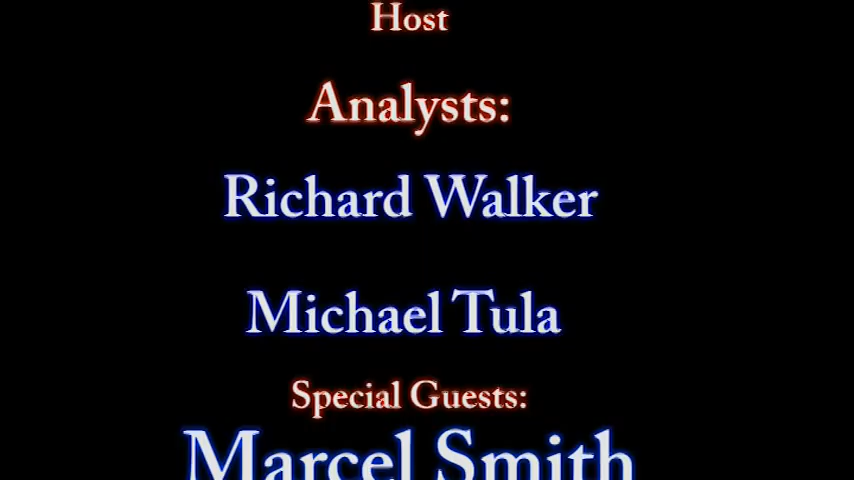 Host
Analysts:
Richard Walker
Michael Tula
Special Guests:
Marcel Smith